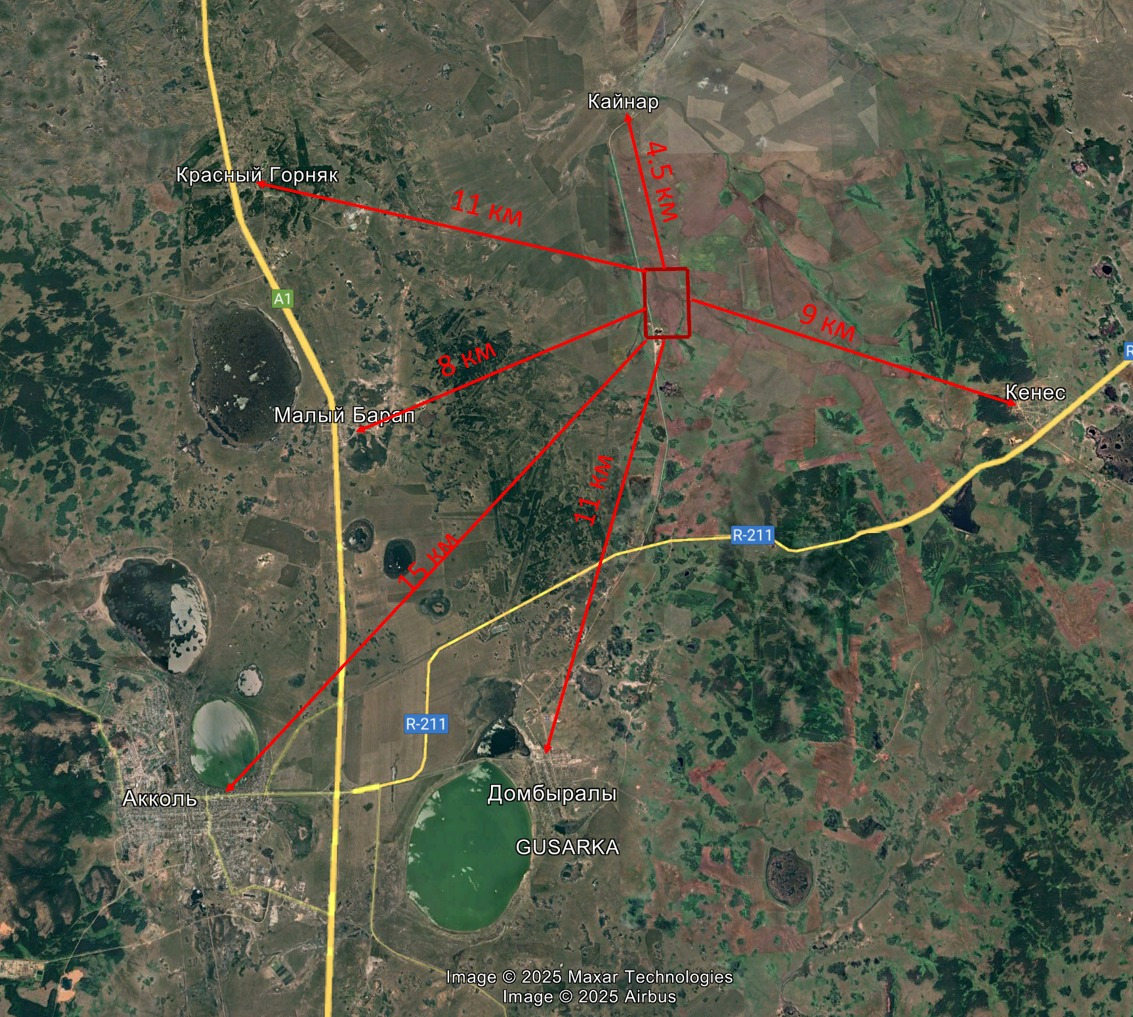 Кайнар
4.5 км
Красный Горняк
11 км
A1
9 км
8 км
Кенес
Малый Барап
11 км
15 км
R-211
R-211
Акколь
Домбыралы
GUSARKA
Image © 2025 Maxar Technologies
Image © 2025 Airbus